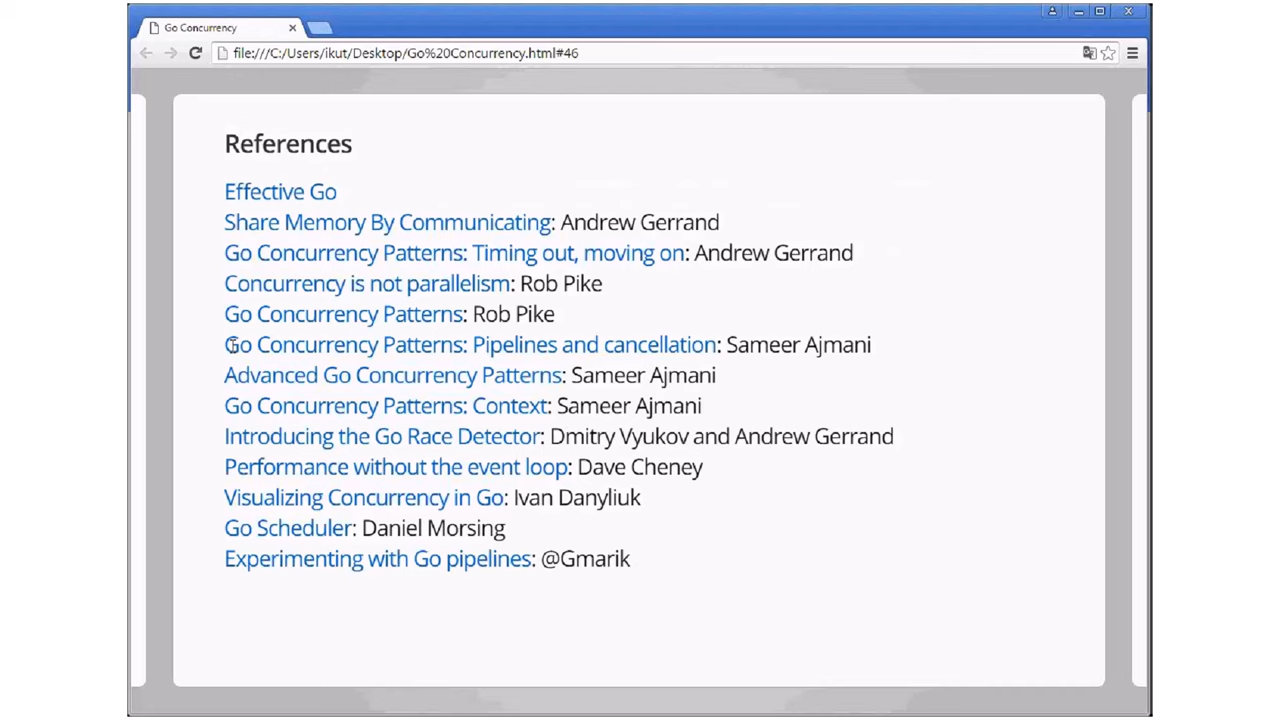 Go Concurrency
file:///C:/Users/ikut/Desktop/Go%20Concurrency.html#46
References
Effective Go
Share Memory By Communicating: Andrew Gerrand
Go Concurrency Patterns: Timing out, moving on: Andrew Gerrand
Concurrency is not parallelism: Rob Pike
Go Concurrency Patterns: Rob Pike
Go Concurrency Patterns: Pipelines and cancellation: Sameer Ajmani
Advanced Go Concurrency Patterns: Sameer Ajmani
Go Concurrency Patterns: Context: Sameer Ajmani
Introducing the Go Race Detector: Dmitry Vyukov and Andrew Gerrand
Performance without the event loop: Dave Cheney
Visualizing Concurrency in Go: Ivan Danyliuk
Go Scheduler: Daniel Morsing
Experimenting with Go pipelines: @Gmarik